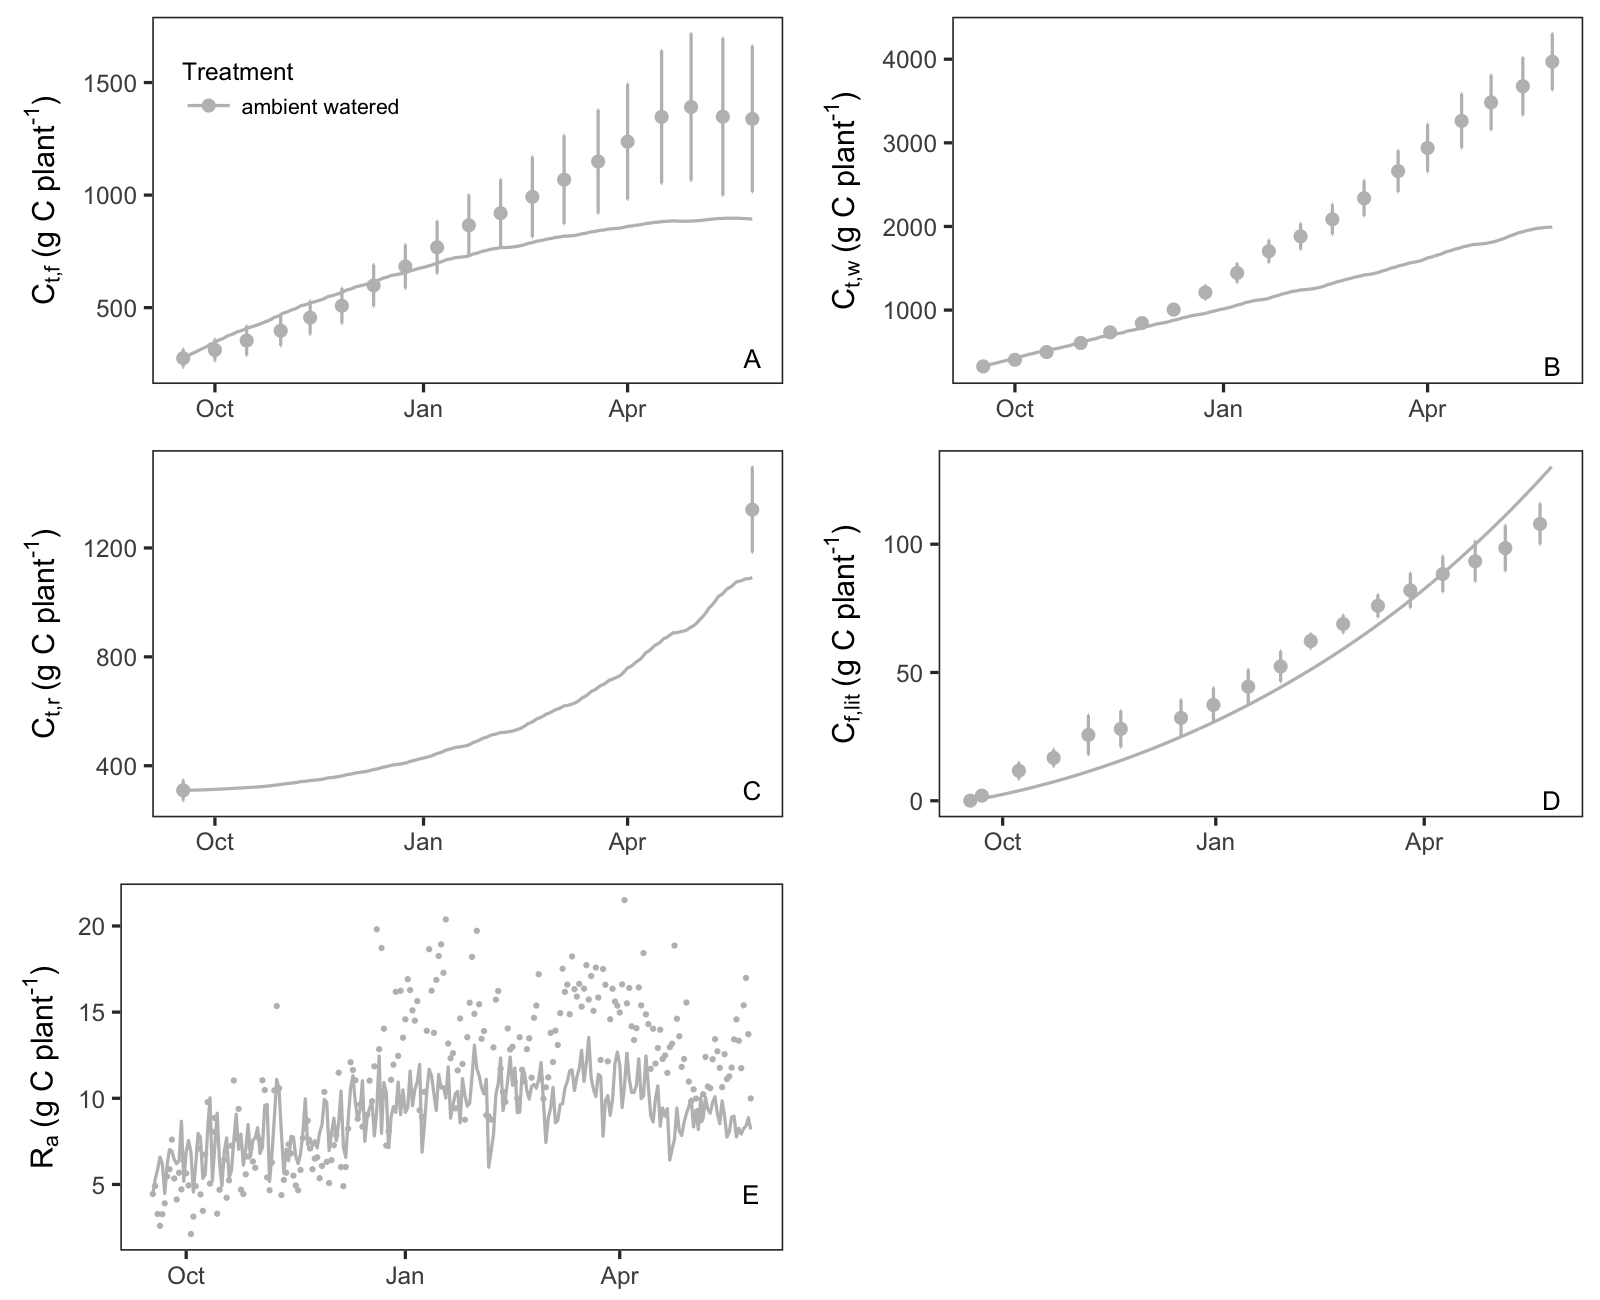 C_t,f (g C plant^-1)
1500
1000
500
Treatment
ambient watered
A
Oct Jan Apr
C_t,w (g C plant^-1)
4000
3000
2000
1000
B
Oct Jan Apr
C_t,r (g C plant^-1)
1200
800
400
C
Oct Jan Apr
C_f,lit (g C plant^-1)
100
50
0
D
Oct Jan Apr
R_a (g C plant^-1)
20
15
10
5
E
Oct Jan Apr